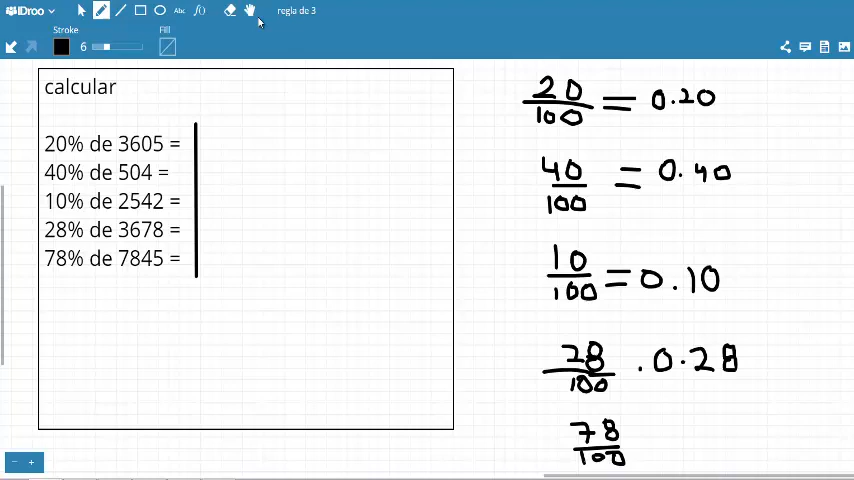 IDroo Abc f() regla de 3
Stroke Fill
6
calcular
20% de 3605 =
40% de 504 =
10% de 2542 =
28% de 3678 =
78% de 7845 =
20/100 = 0.20
40/100 = 0.40
10/100 = 0.10
28/100 . 0.28
78/100
- +